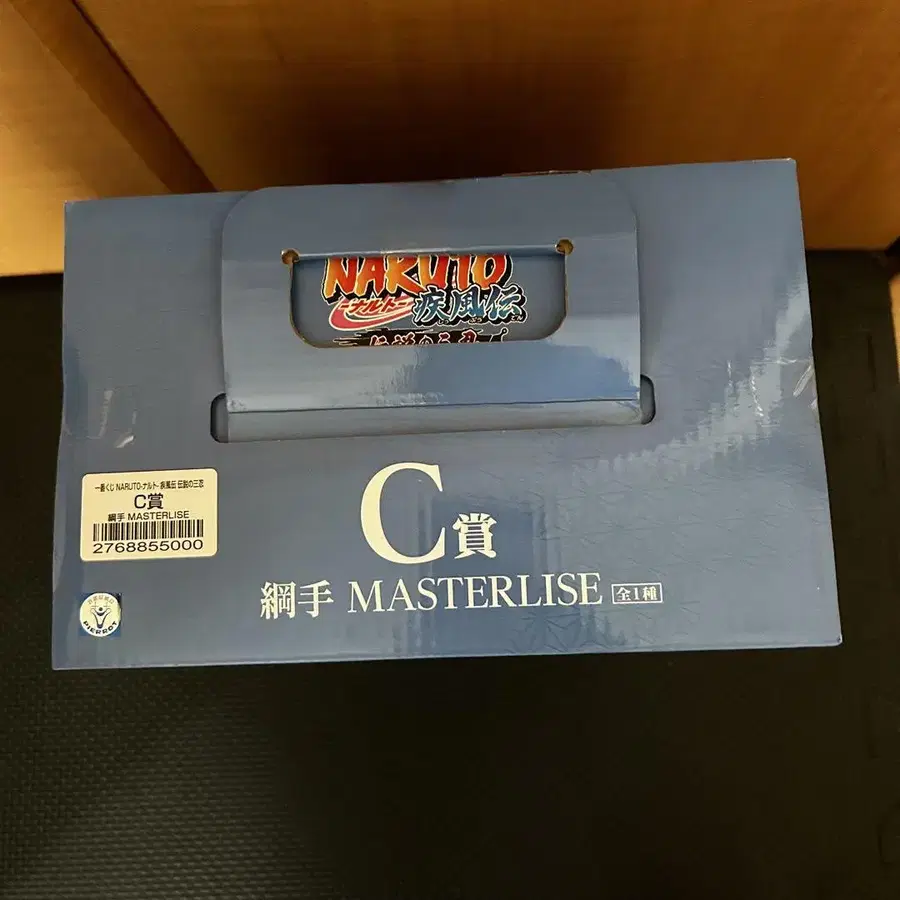 NARUTO
-ナルト-
疾風伝
一番くじ NARUTO-ナルト- 疾風伝 伝説の三忍
C賞
綱手 MASTERLISE
2768855000
C賞
綱手 MASTERLISE 全1種
PIERROT